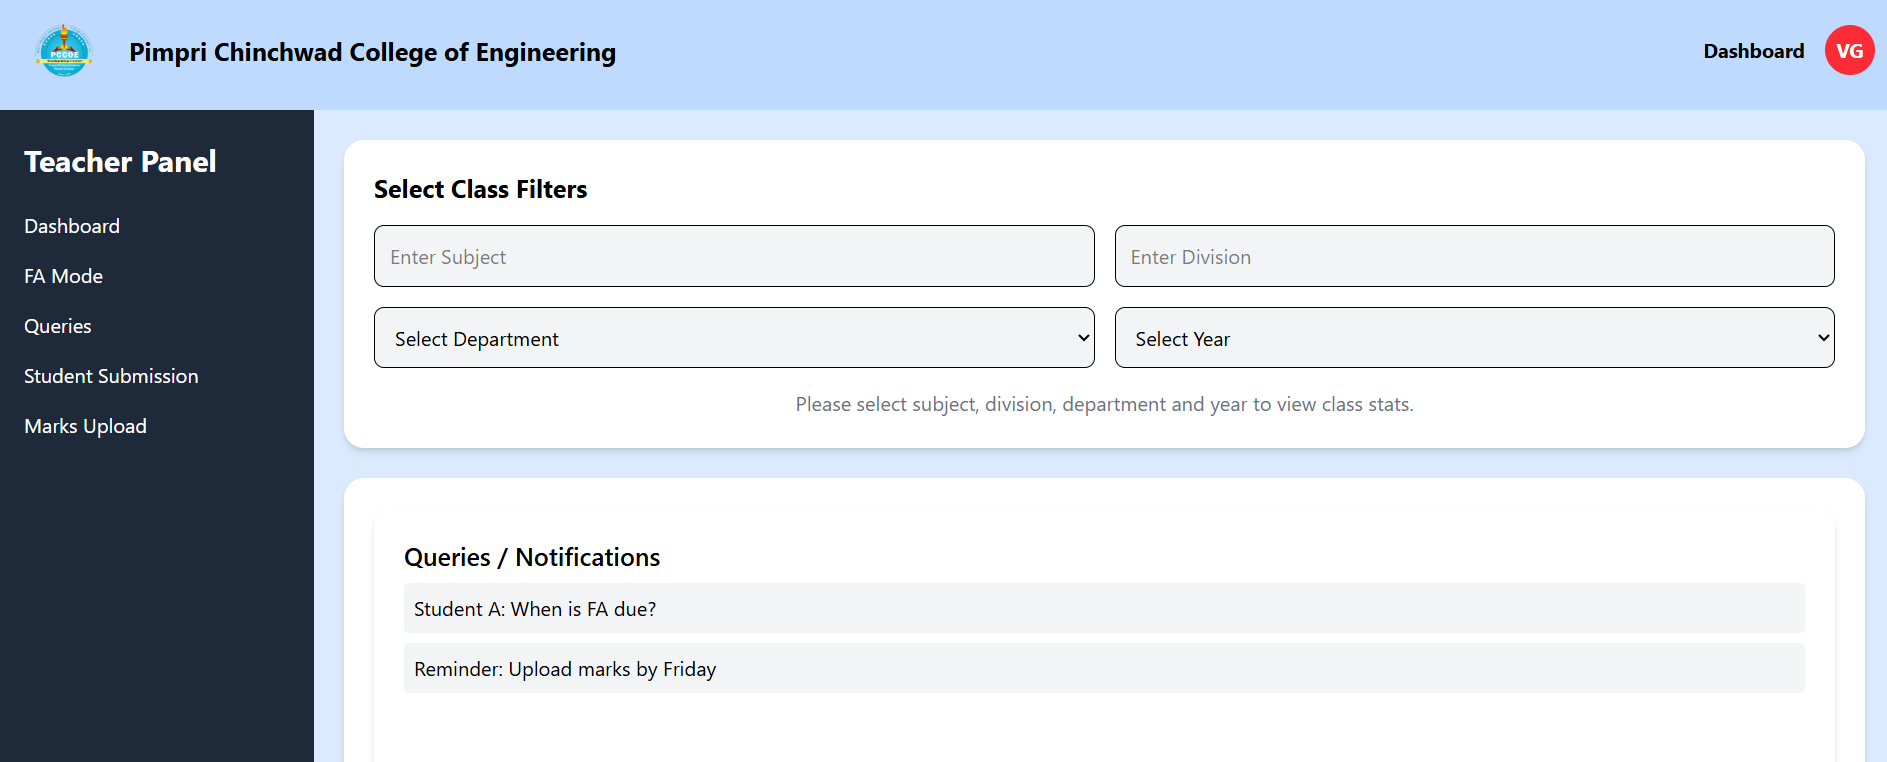 PCCOE
Pimpri Chinchwad College of Engineering
Dashboard
VG
Teacher Panel
Dashboard
FA Mode
Queries
Student Submission
Marks Upload
Select Class Filters
Enter Subject
Enter Division
Select Department
Select Year
Please select subject, division, department and year to view class stats.
Queries / Notifications
Student A: When is FA due?
Reminder: Upload marks by Friday